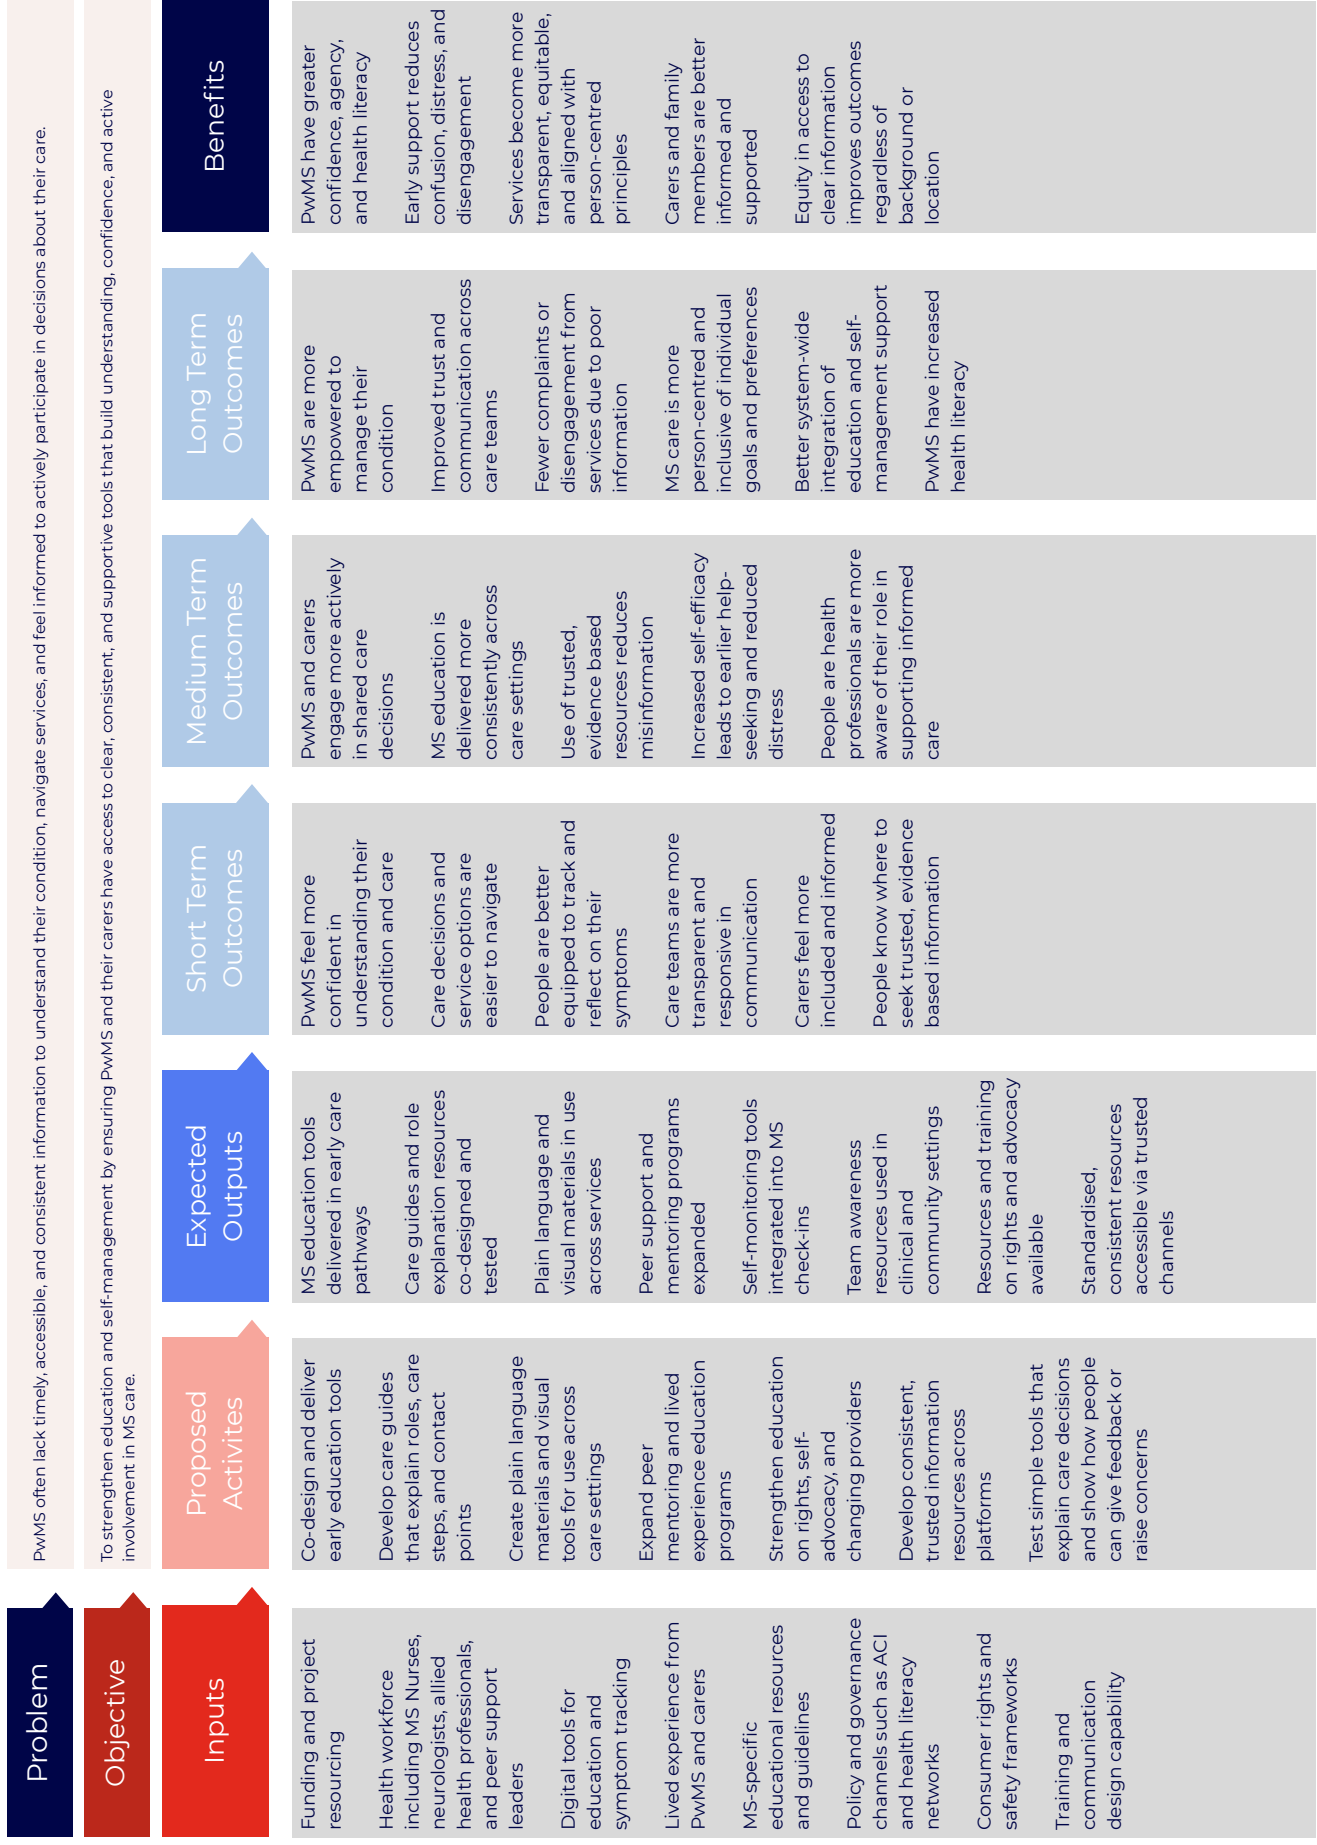 Problem
PwMS often lack timely, accessible, and consistent information to understand their condition, navigate services, and feel informed to actively participate in decisions about their care.
Objective
To strengthen education and self-management by ensuring PwMS and their carers have access to clear, consistent, and supportive tools that build understanding, confidence, and active
involvement in MS care.
Inputs
Funding and project
resourcing
Health workforce
including MS Nurses,
neurologists, allied
health professionals,
and peer support
leaders
Digital tools for
education and
symptom tracking
Lived experience from
PwMS and carers
MS-specific
educational resources
and guidelines
Policy and governance
channels such as ACI
and health literacy
networks
Consumer rights and
safety frameworks
Training and
communication
design capability
Proposed
Activites
Co-design and deliver
early education tools
Develop care guides
that explain roles, care
steps, and contact
points
Create plain language
materials and visual
tools for use across
care settings
Expand peer
mentoring and lived
experience education
programs
Strengthen education
on rights, self-
advocacy, and
changing providers
Develop consistent,
trusted information
resources across
platforms
Test simple tools that
explain care decisions
and show how people
can give feedback or
raise concerns
Expected
Outputs
MS education tools
delivered in early care
pathways
Care guides and role
explanation resources
co-designed and
tested
Plain language and
visual materials in use
across services
Peer support and
mentoring programs
expanded
Self-monitoring tools
integrated into MS
check-ins
Team awareness
resources used in
clinical and
community settings
Resources and training
on rights and advocacy
available
Standardised,
consistent resources
accessible via trusted
channels
Short Term
Outcomes
PwMS feel more
confident in
understanding their
condition and care
Care decisions and
service options are
easier to navigate
People are better
equipped to track and
reflect on their
symptoms
Care teams are more
transparent and
responsive in
communication
Carers feel more
included and informed
People know where to
seek trusted, evidence
based information
Medium Term
Outcomes
PwMS and carers
engage more actively
in shared care
decisions
MS education is
delivered more
consistently across
care settings
Use of trusted,
evidence based
resources reduces
misinformation
Increased self-efficacy
leads to earlier help-
seeking and reduced
distress
People are health
professionals are more
aware of their role in
supporting informed
care
Long Term
Outcomes
PwMS are more
empowered to
manage their
condition
Improved trust and
communication across
care teams
Fewer complaints or
disengagement from
services due to poor
information
MS care is more
person-centred and
inclusive of individual
goals and preferences
Better system-wide
integration of
education and self-
management support
PwMS have increased
health literacy
Benefits
PwMS have greater
confidence, agency,
and health literacy
Early support reduces
confusion, distress, and
disengagement
Services become more
transparent, equitable,
and aligned with
person-centred
principles
Carers and family
members are better
informed and
supported
Equity in access to
clear information
improves outcomes
regardless of
background or
location